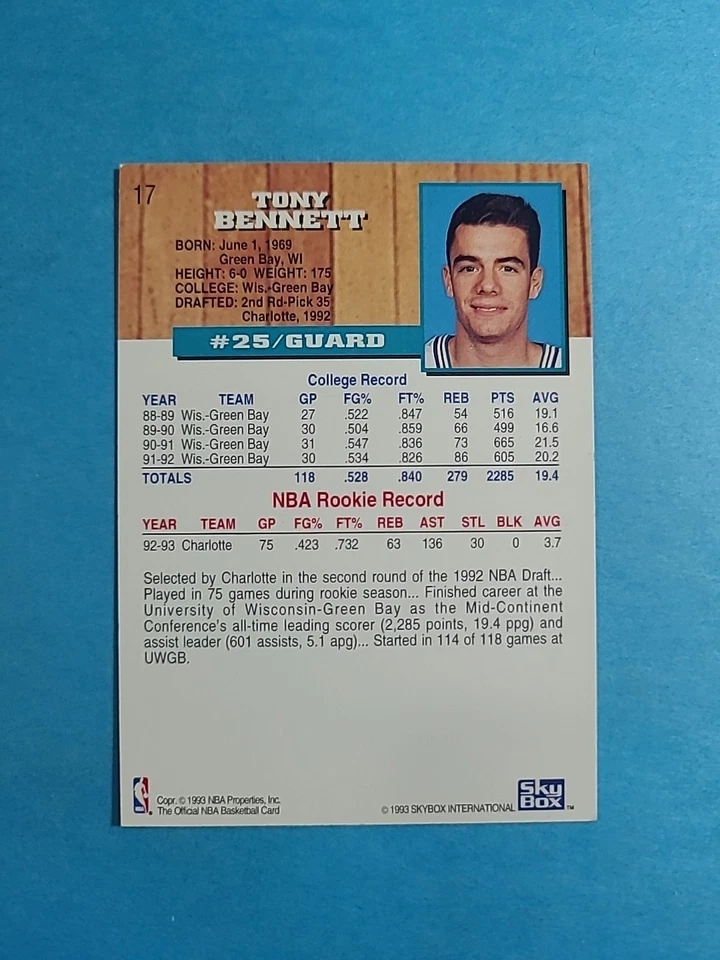 17
TONY
BENNETT
BORN: June 1, 1969
Green Bay, WI
HEIGHT: 6-0 WEIGHT: 175
COLLEGE: Wis.-Green Bay
DRAFTED: 2nd Rd-Pick 35
Charlotte, 1992
#25/GUARD
College Record
YEAR TEAM GP FG% FT% REB PTS AVG
88-89 Wis.-Green Bay 27 .522 .847 54 516 19.1
89-90 Wis.-Green Bay 30 .504 .859 66 499 16.6
90-91 Wis.-Green Bay 31 .547 .836 73 665 21.5
91-92 Wis.-Green Bay 30 .534 .826 86 605 20.2
TOTALS 118 .528 .840 279 2285 19.4
NBA Rookie Record
YEAR TEAM GP FG% FT% REB AST STL BLK AVG
92-93 Charlotte 75 .423 .732 63 136 30 0 3.7
Selected by Charlotte in the second round of the 1992 NBA Draft...
Played in 75 games during rookie season... Finished career at the
University of Wisconsin-Green Bay as the Mid-Continent
Conference's all-time leading scorer (2,285 points, 19.4 ppg) and
assist leader (601 assists, 5.1 apg)... Started in 114 of 118 games at
UWGB.
Copr. © 1993 NBA Properties, Inc.
The Official NBA Basketball Card
© 1993 SKYBOX INTERNATIONAL
Sky
Box™